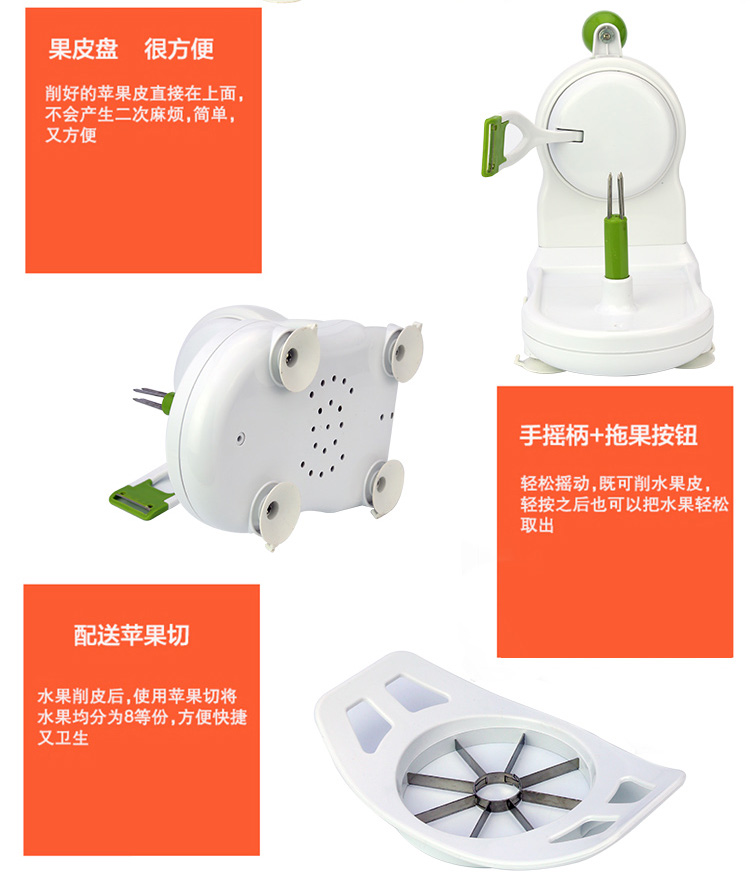 果皮盘 很方便
削好的苹果皮直接在上面,
不会产生二次麻烦,简单,
又方便
手摇柄+拖果按钮
轻松摇动,既可削水果皮,
轻按之后也可以把水果轻松
取出
配送苹果切
水果削皮后,使用苹果切将
水果均分为8等份,方便快捷
又卫生